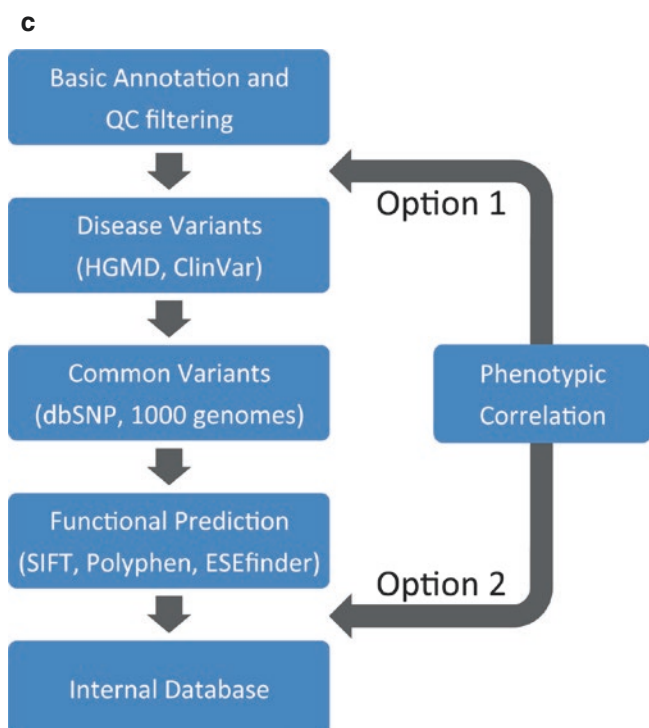 c
Basic Annotation and
QC filtering
Option 1
Disease Variants
(HGMD, ClinVar)
Common Variants
(dbSNP, 1000 genomes)
Phenotypic
Correlation
Functional Prediction
(SIFT, Polyphen, ESEfinder)
Option 2
Internal Database